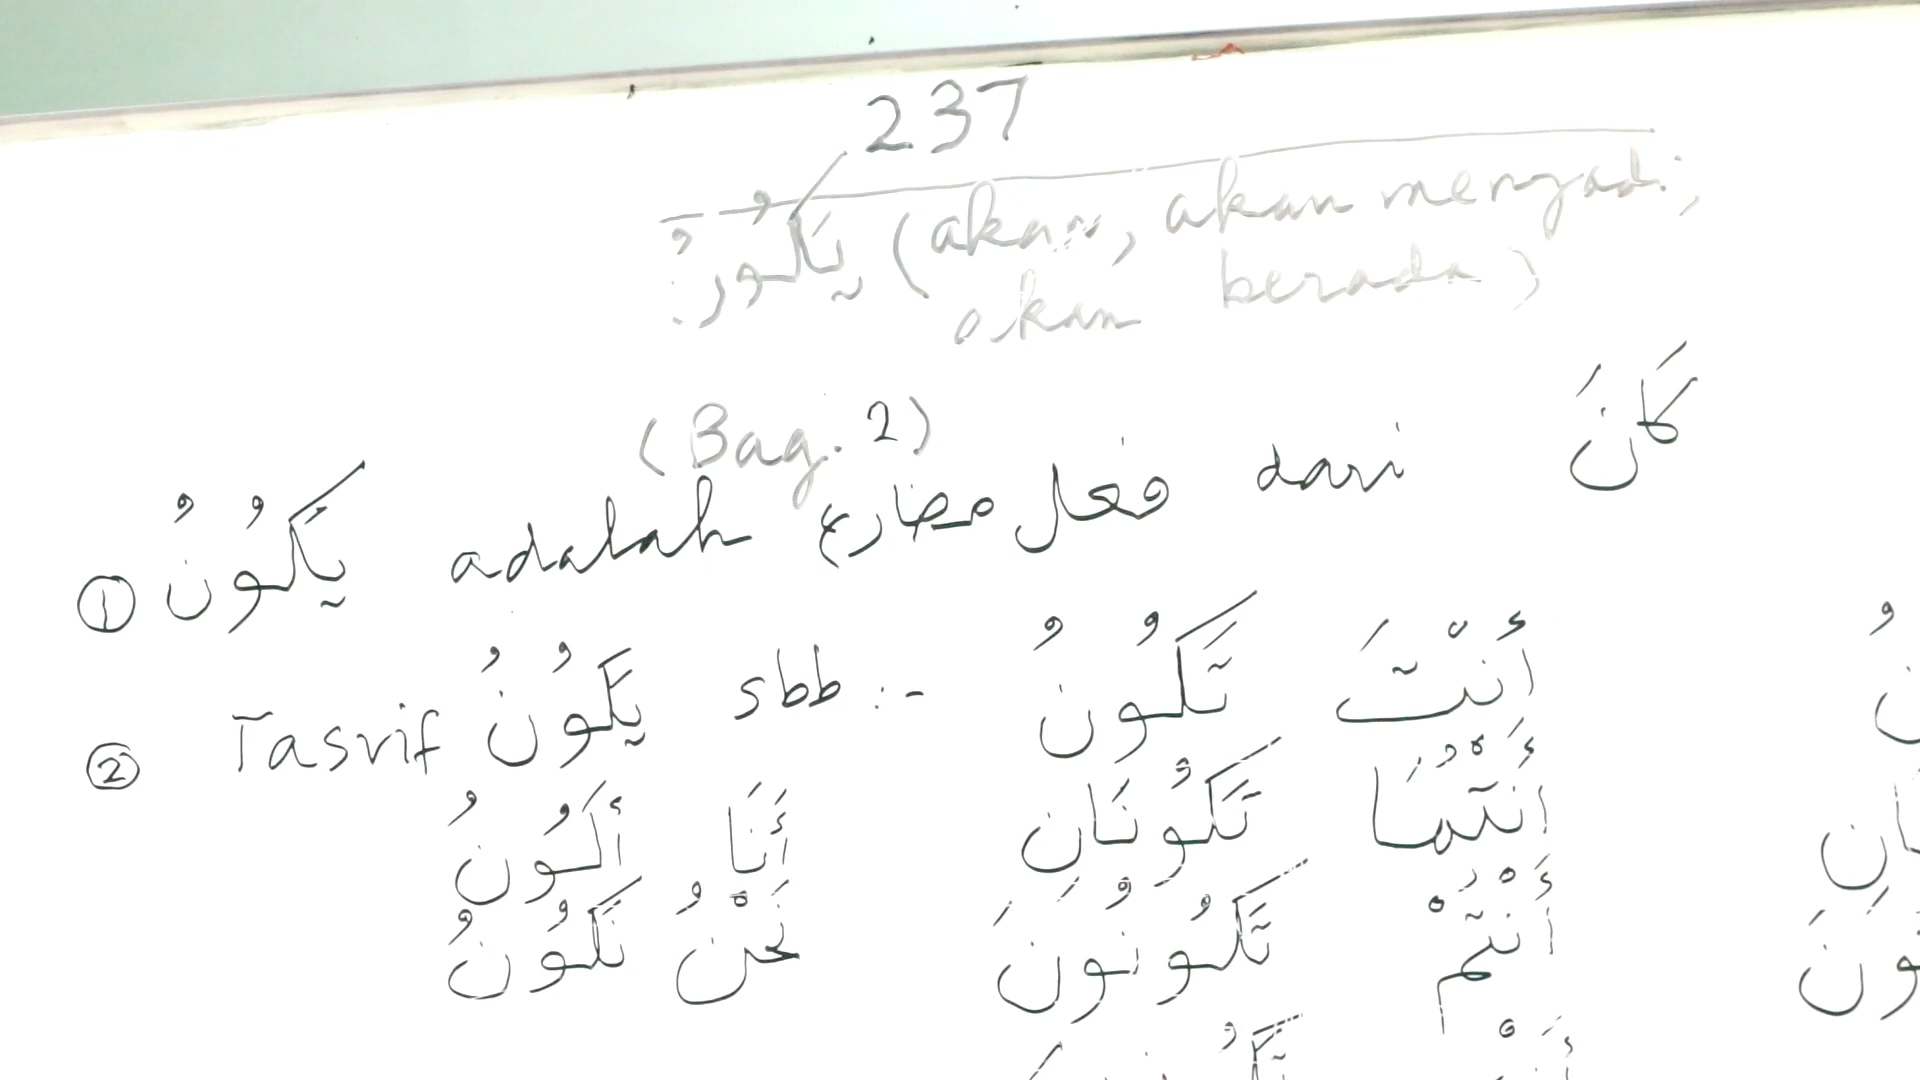 237
يَكُوْنُ (akan, akan menjadi,
akan berada)
(Bag. 2)
① يَكُوْنُ adalah فعل مضارع dari كَانَ
② Tasrif يَكُوْنُ sbb :- تَكُوْنُ أَنْتَ
أَكُوْنُ أَنَا تَكُوْنَانِ أَنْتُمَا
نَكُوْنُ نَحْنُ تَكُوْنُوْنَ أَنْتُمْ